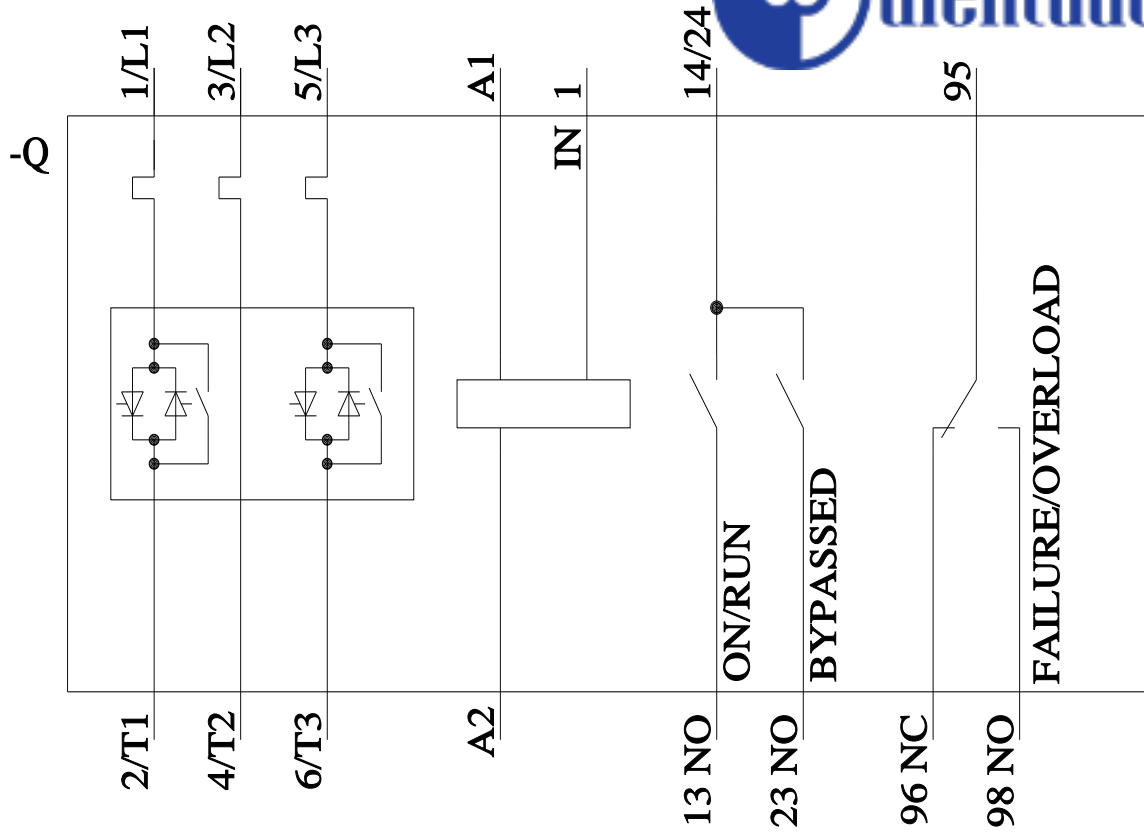 -Q
1/L1
3/L2
5/L3
A1
1
IN
14/24
95
ON/RUN
BYPASSED
FAILURE/OVERLOAD
2/T1
4/T2
6/T3
A2
13 NO
23 NO
96 NC
98 NO